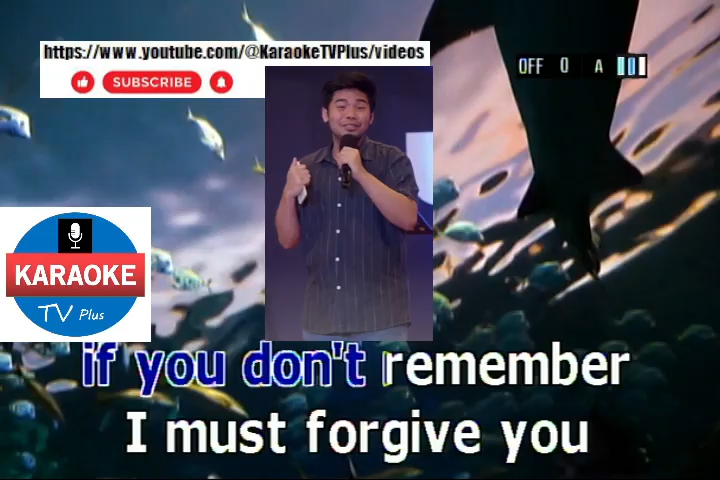 https://www.youtube.com/@KaraokeTVPlus/videos
SUBSCRIBE
OFF 0 A
KARAOKE
TV Plus
if you don't remember
I must forgive you